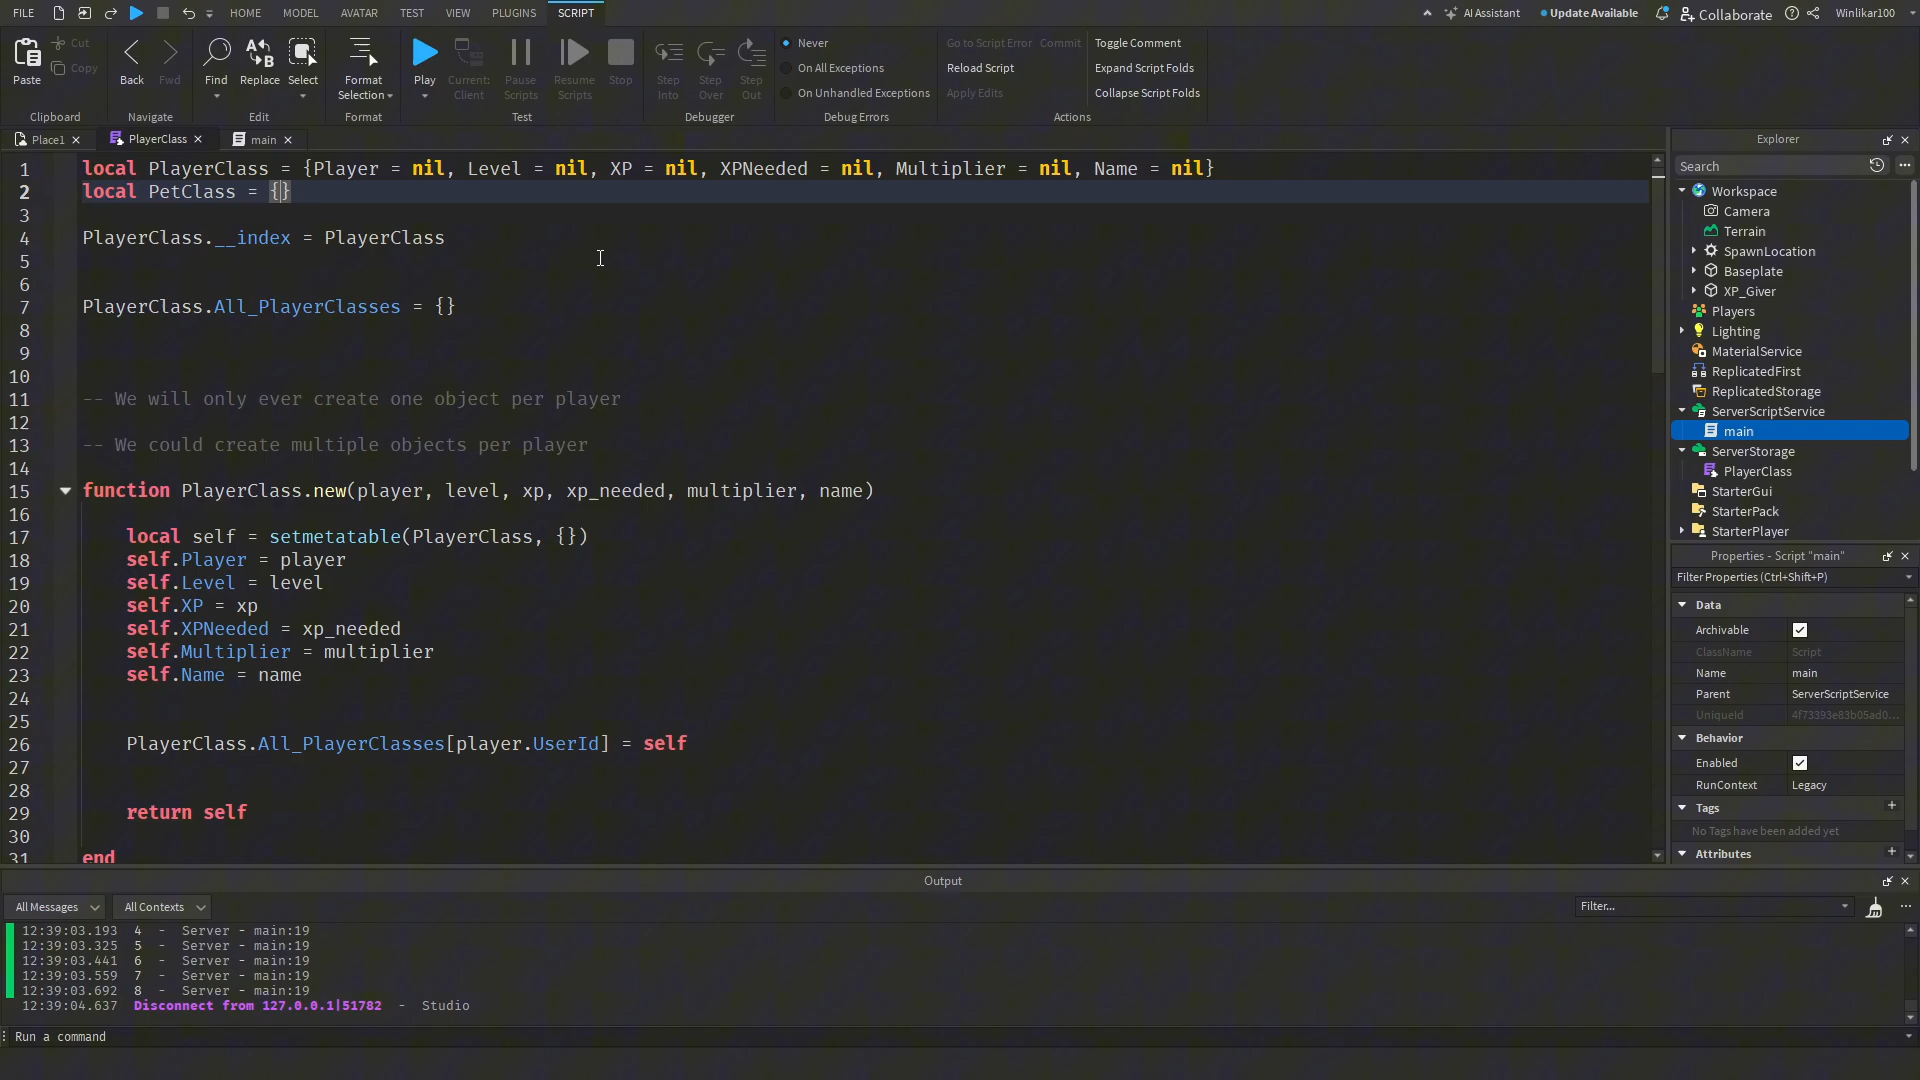 FILE HOME MODEL AVATAR TEST VIEW PLUGINS SCRIPT AI Assistant Update Available Collaborate Winlikar100
Paste Cut Copy Back Fwd Find Replace Select Format Selection Play Current: Client Pause Scripts Resume Scripts Stop Step Into Step Over Step Out
Never Go to Script Error Commit Toggle Comment
On All Exceptions Reload Script Expand Script Folds
On Unhandled Exceptions Apply Edits Collapse Script Folds
Clipboard Navigate Edit Format Test Debugger Debug Errors Actions
Place1 PlayerClass main
1 local PlayerClass = {Player = nil, Level = nil, XP = nil, XPNeeded = nil, Multiplier = nil, Name = nil}
2 local PetClass = {}
3
4 PlayerClass.__index = PlayerClass
5
6
7 PlayerClass.All_PlayerClasses = {}
8
9
10
11 -- We will only ever create one object per player
12
13 -- We could create multiple objects per player
14
15 function PlayerClass.new(player, level, xp, xp_needed, multiplier, name)
16
17 local self = setmetatable(PlayerClass, {})
18 self.Player = player
19 self.Level = level
20 self.XP = xp
21 self.XPNeeded = xp_needed
22 self.Multiplier = multiplier
23 self.Name = name
24
25
26 PlayerClass.All_PlayerClasses[player.UserId] = self
27
28
29 return self
30
31 end
Explorer
Search
Workspace
Camera
Terrain
SpawnLocation
Baseplate
XP_Giver
Players
Lighting
MaterialService
ReplicatedFirst
ReplicatedStorage
ServerScriptService
main
ServerStorage
PlayerClass
StarterGui
StarterPack
StarterPlayer
Properties - Script "main"
Filter Properties (Ctrl+Shift+P)
Data
Archivable
ClassName Script
Name main
Parent ServerScriptService
UniqueId 4f73393e83b05ad0...
Behavior
Enabled
RunContext Legacy
Tags
No Tags have been added yet
Attributes
Output
All Messages All Contexts Filter...
12:39:03.193 4 - Server - main:19
12:39:03.325 5 - Server - main:19
12:39:03.441 6 - Server - main:19
12:39:03.559 7 - Server - main:19
12:39:03.692 8 - Server - main:19
12:39:04.637 Disconnect from 127.0.0.1|51782 - Studio
Run a command